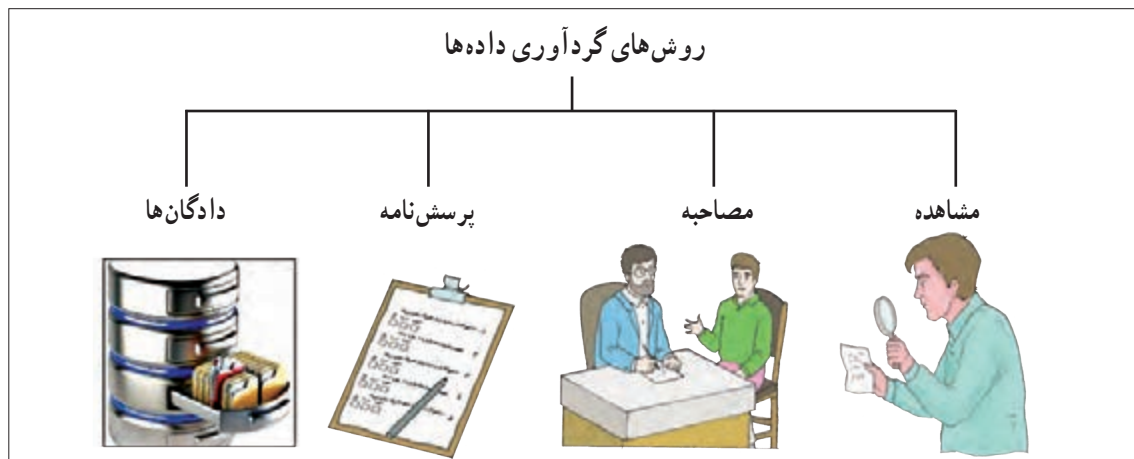 روش‌های گردآوری داده‌ها
مشاهده
مصاحبه
پرسش‌نامه
دادگان‌ها